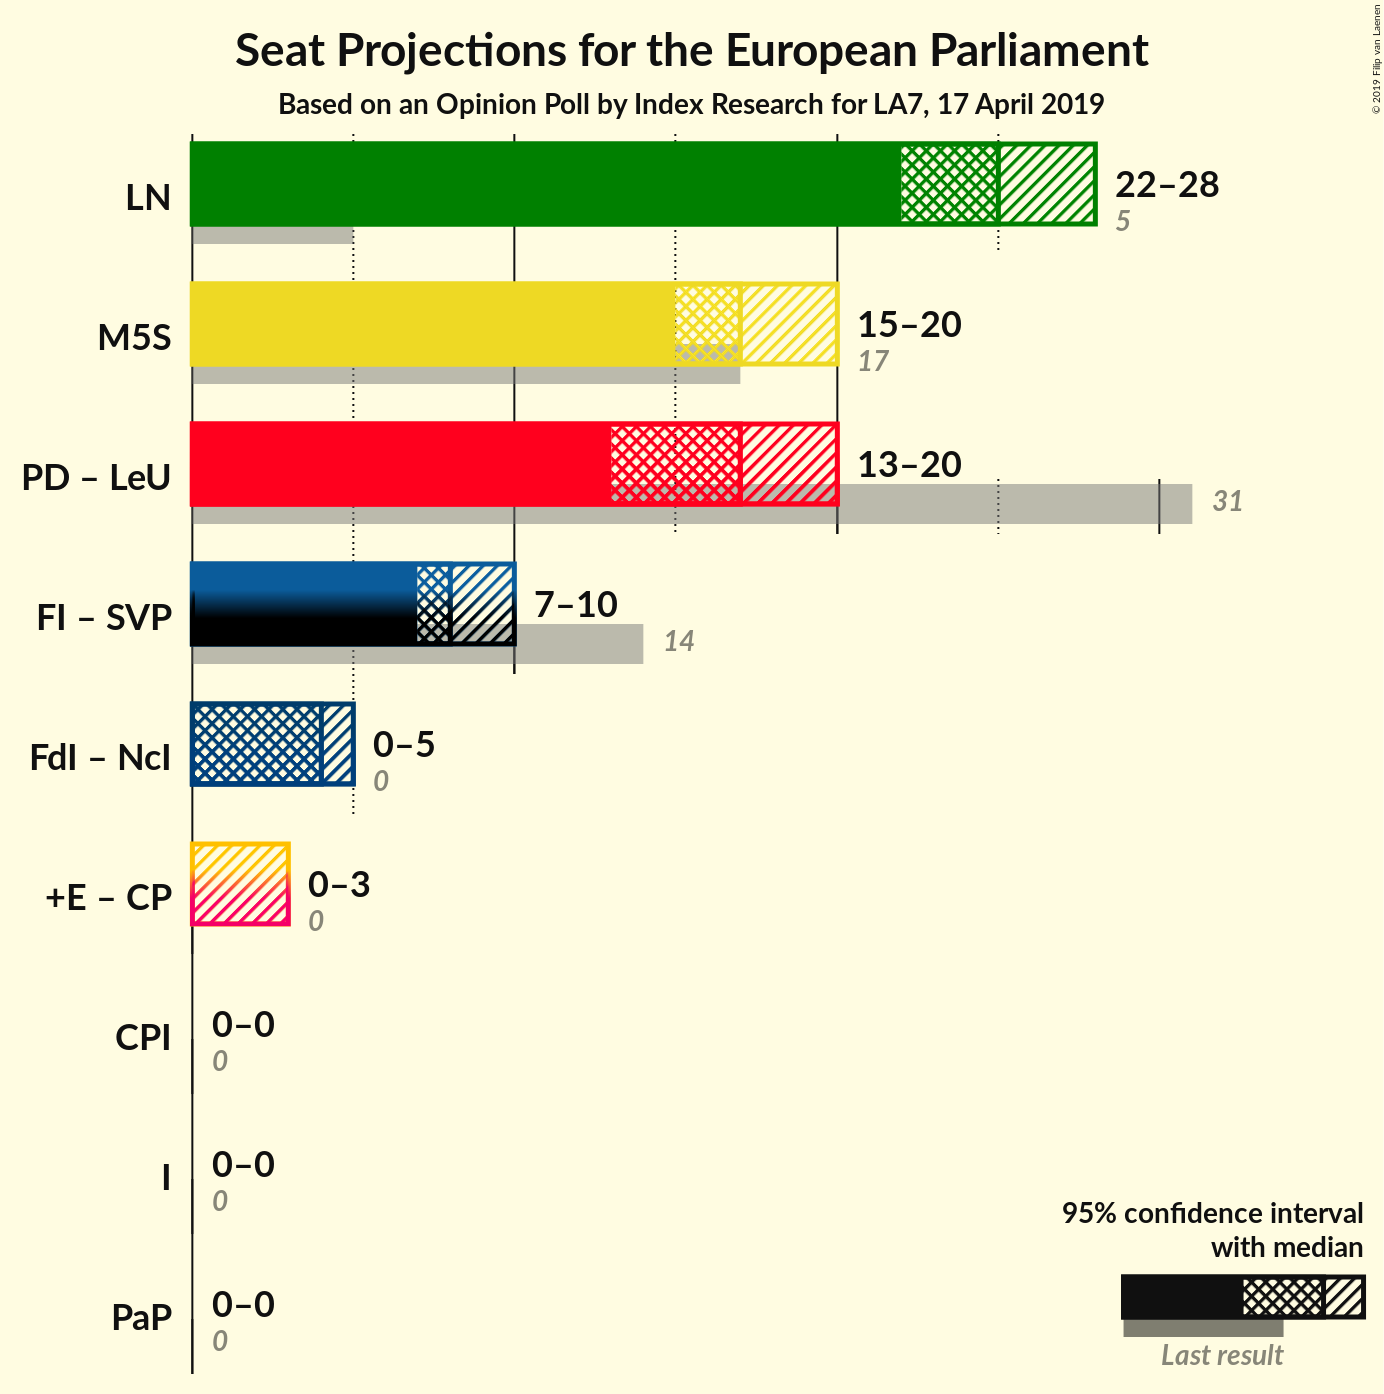 Seat Projections for the European Parliament
Based on an Opinion Poll by Index Research for LA7, 17 April 2019
© 2019 Filip van Laenen
LN
22–28
5
M5S
15–20
17
PD – LeU
13–20
31
FI – SVP
7–10
14
FdI – NcI
0–5
0
+E – CP
0–3
0
CPI
0–0
0
I
0–0
0
PaP
0–0
0
95% confidence interval
with median
Last result